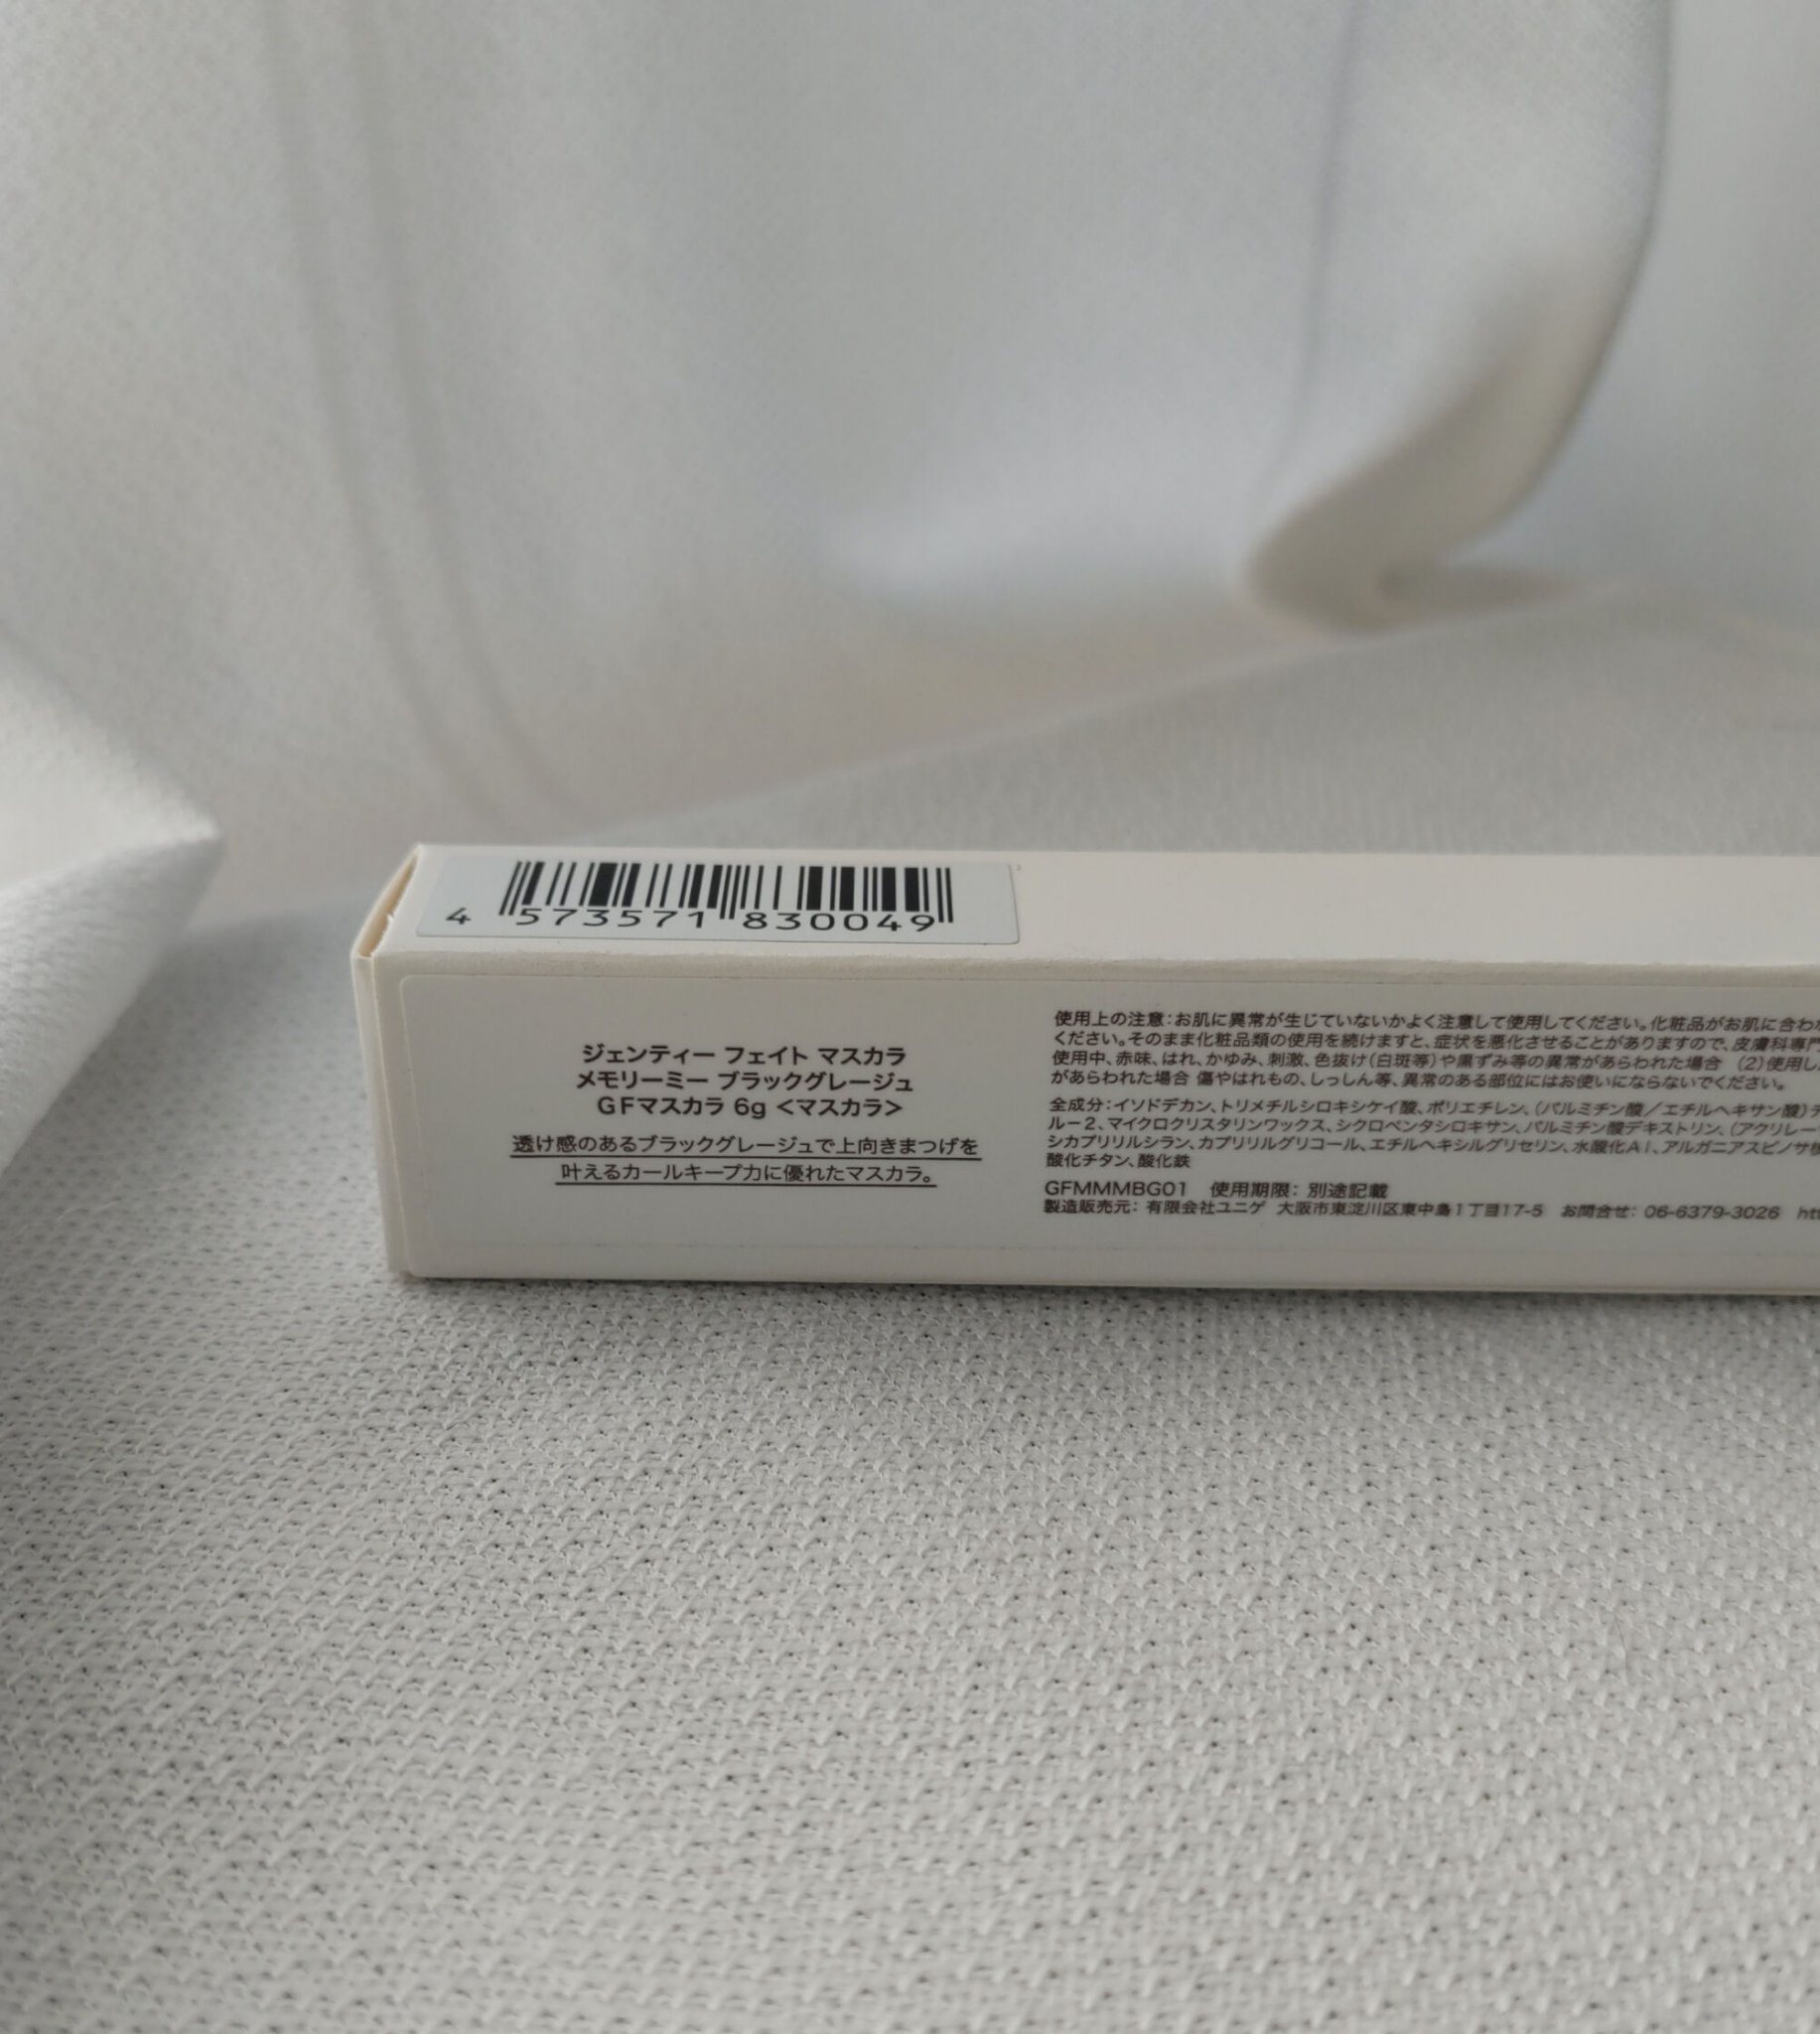 4 573571 830049
ジェンティー フェイト マスカラ
メモリーミー ブラックグレージュ
GFマスカラ 6g <マスカラ>
透け感のあるブラックグレージュで上向きまつげを
叶えるカールキープ力に優れたマスカラ。
使用上の注意:お肌に異常が生じていないかよく注意して使用してください。化粧品がお肌に合わ
ください。そのまま化粧品類の使用を続けますと、症状を悪化させることがありますので、皮膚科専門
使用中、赤味、はれ、かゆみ、刺激、色抜け(白斑等)や黒ずみ等の異常があらわれた場合 (2)使用し
があらわれた場合 傷やはれもの、しっしん等、異常のある部位にはお使いにならないでください。
全成分:イソドデカン、トリメチルシロキシケイ酸、ポリエチレン、(パルミチン酸/エチルヘキサン酸)デ
ル-2、マイクロクリスタリンワックス、シクロペンタシロキサン、パルミチン酸デキストリン、(アクリレー
シカプリリルシラン、カプリリルグリコール、エチルヘキシルグリセリン、水酸化Al、アルガニアスピノサ
酸化チタン、酸化鉄
GFMMMBG01 使用期限: 別途記載
製造販売元: 有限会社ユニゲ 大阪市東淀川区東中島1丁目17-5 お問合せ: 06-6379-3026